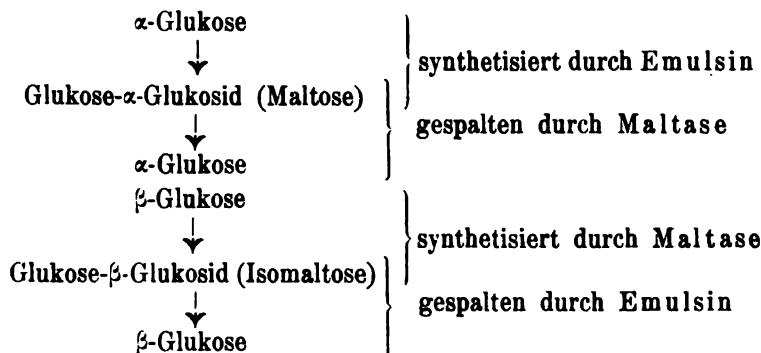 α-Glukose
synthetisiert durch Emulsin
Glukose-α-Glukosid (Maltose)
gespalten durch Maltase
α-Glukose
β-Glukose
synthetisiert durch Maltase
Glukose-β-Glukosid (Isomaltose)
gespalten durch Emulsin
β-Glukose